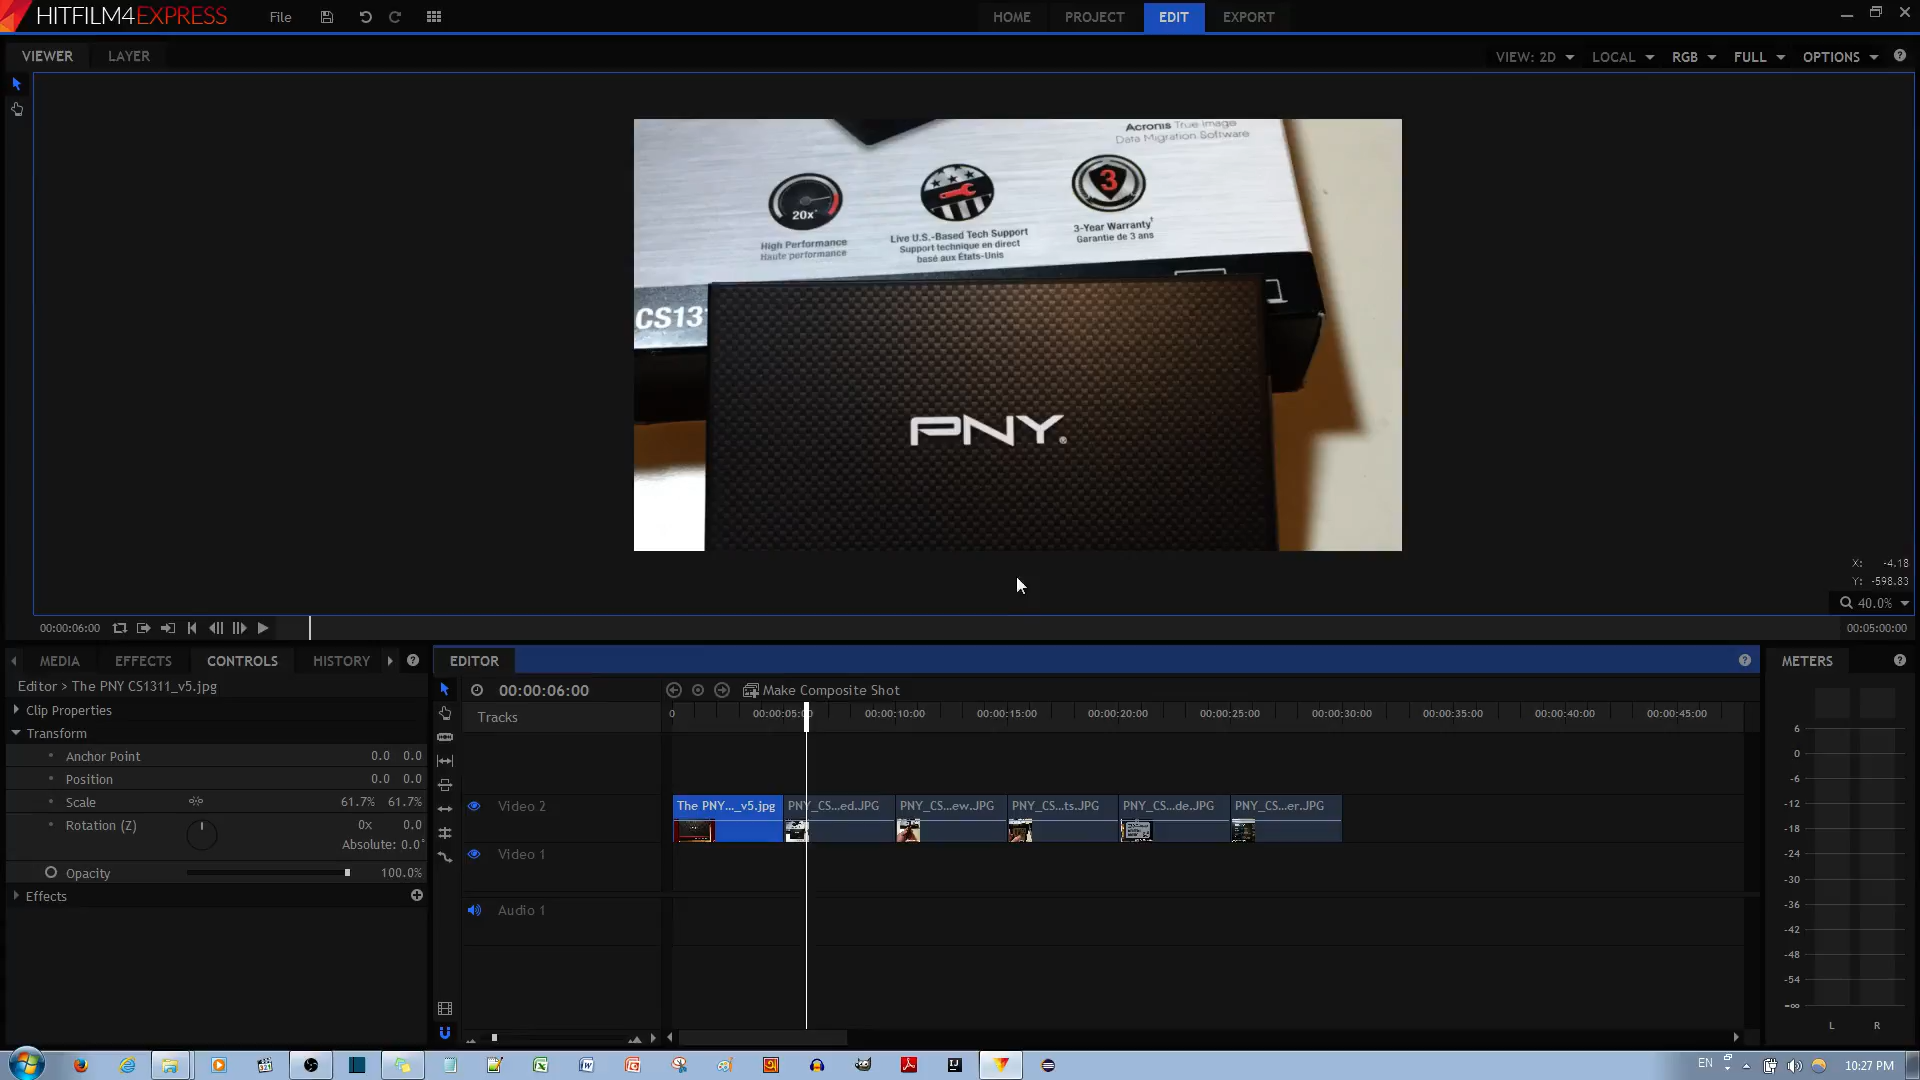 HITFILM4EXPRESS
File
HOME
PROJECT
EDIT
EXPORT
VIEWER
LAYER
VIEW: 2D
LOCAL
RGB
FULL
OPTIONS
Acronis True Image
Data Migration Software
20x
3
High Performance
Haute performance
Live U.S.-Based Tech Support
Support technique en direct
basé aux États-Unis
3-Year Warranty†
Garantie de 3 ans
CS131
PNY®
X: -4.18
Y: -598.83
40.0%
00:00:06:00
00:05:00:00
MEDIA
EFFECTS
CONTROLS
HISTORY
EDITOR
METERS
Editor > The PNY CS1311_v5.jpg
Clip Properties
Transform
Anchor Point 0.0 0.0
Position 0.0 0.0
Scale 61.7% 61.7%
Rotation (Z) 0x 0.0
Absolute: 0.0°
Opacity 100.0%
Effects
00:00:06:00
Make Composite Shot
Tracks
0
00:00:05:00
00:00:10:00
00:00:15:00
00:00:20:00
00:00:25:00
00:00:30:00
00:00:35:00
00:00:40:00
00:00:45:00
Video 2
The PNY..._v5.jpg
PNY_CS...ed.JPG
PNY_CS...ew.JPG
PNY_CS...ts.JPG
PNY_CS...de.JPG
PNY_CS...er.JPG
Video 1
Audio 1
6
0
-6
-12
-18
-24
-30
-36
-42
-48
-54
-∞
L
R
EN
10:27 PM